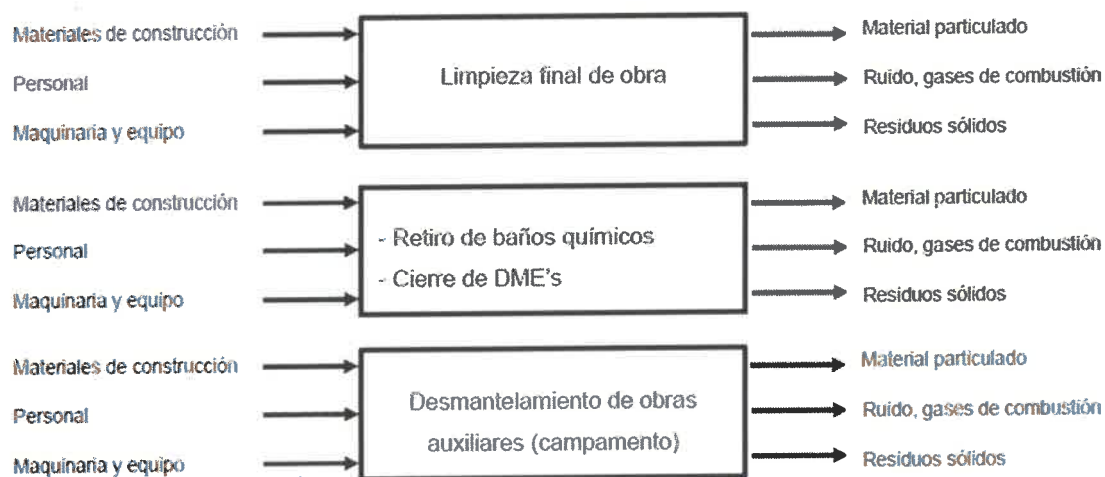 Materiales de construcción
Personal
Maquinaria y equipo
Limpieza final de obra
Material particulado
Ruido, gases de combustión
Residuos sólidos
Materiales de construcción
Personal
Maquinaria y equipo
- Retiro de baños químicos
- Cierre de DME's
Material particulado
Ruido, gases de combustión
Residuos sólidos
Materiales de construcción
Personal
Maquinaria y equipo
Desmantelamiento de obras
auxiliares (campamento)
Material particulado
Ruido, gases de combustión
Residuos sólidos